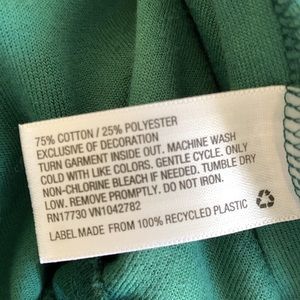 75% COTTON / 25% POLYESTER
EXCLUSIVE OF DECORATION
TURN GARMENT INSIDE OUT. MACHINE WASH
COLD WITH LIKE COLORS. GENTLE CYCLE. ONLY
NON-CHLORINE BLEACH IF NEEDED. TUMBLE DRY
LOW. REMOVE PROMPTLY. DO NOT IRON.
RN17730 VN1042782
LABEL MADE FROM 100% RECYCLED PLASTIC